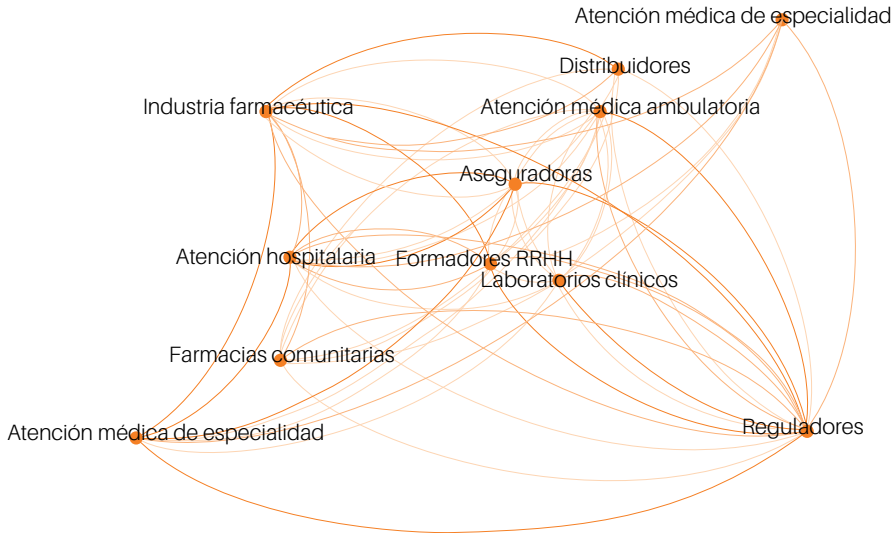 Atención médica de especialidad
Distribuidores
Industria farmacéutica
Atención médica ambulatoria
Aseguradoras
Atención hospitalaria
Formadores RRHH
Laboratorios clínicos
Farmacias comunitarias
Atención médica de especialidad
Reguladores